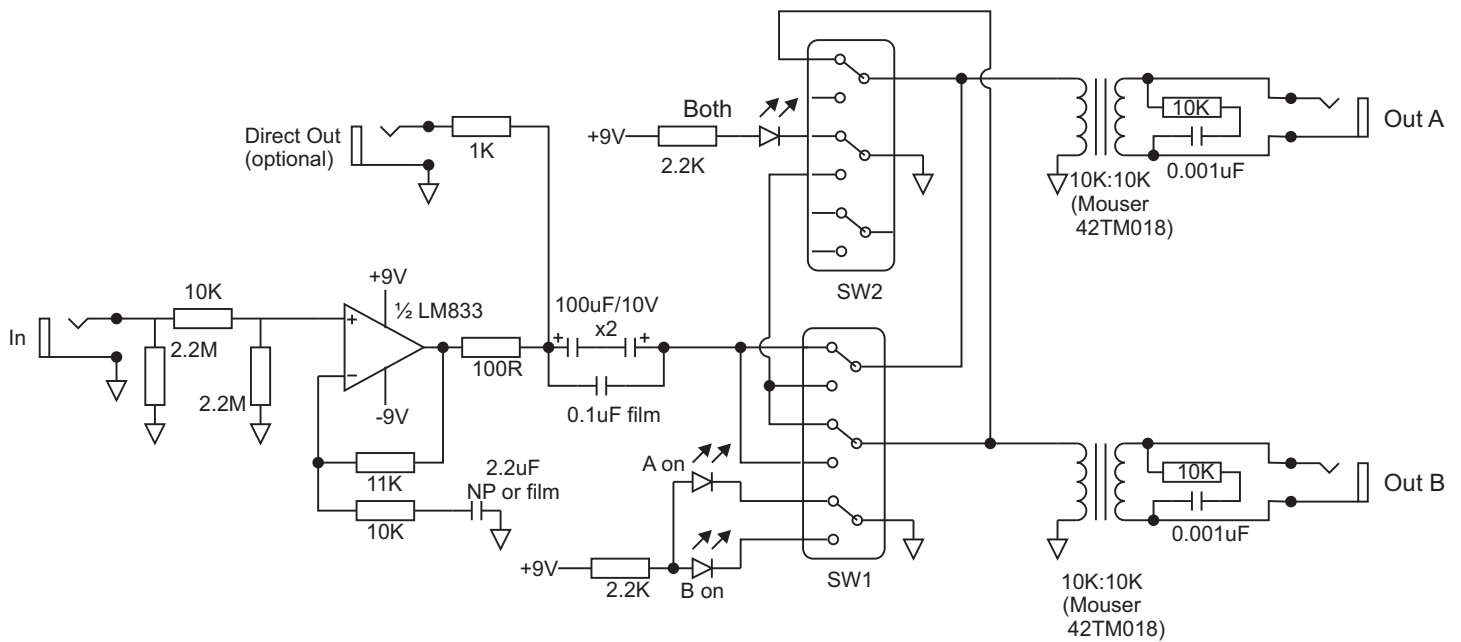 Both
+9V
2.2K
SW2
Direct Out
(optional)
1K
10K:10K
(Mouser
42TM018)
10K
0.001uF
Out A
In
10K
2.2M
2.2M
+9V
½ LM833
+
−
-9V
100R
100uF/10V
x2
+
+
0.1uF film
11K
10K
2.2uF
NP or film
A on
B on
+9V
2.2K
SW1
10K:10K
(Mouser
42TM018)
10K
0.001uF
Out B